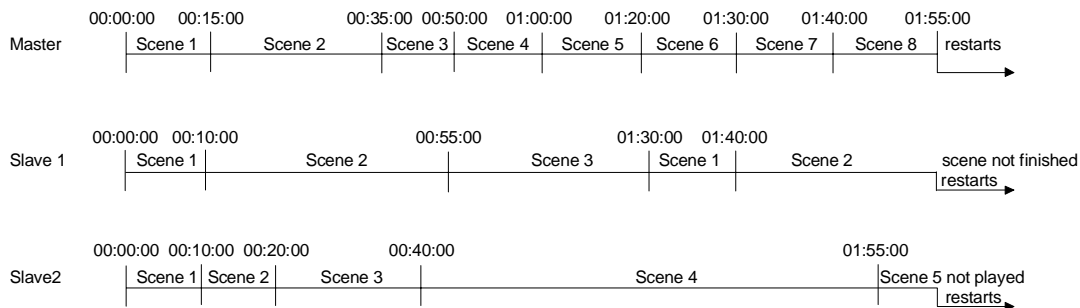 00:00:00 00:15:00 00:35:00 00:50:00 01:00:00 01:20:00 01:30:00 01:40:00 01:55:00
Master Scene 1 Scene 2 Scene 3 Scene 4 Scene 5 Scene 6 Scene 7 Scene 8 restarts
00:00:00 00:10:00 00:55:00 01:30:00 01:40:00
Slave 1 Scene 1 Scene 2 Scene 3 Scene 1 Scene 2 scene not finished
restarts
00:00:00 00:10:00 00:20:00 00:40:00 01:55:00
Slave2 Scene 1 Scene 2 Scene 3 Scene 4 Scene 5 not played
restarts